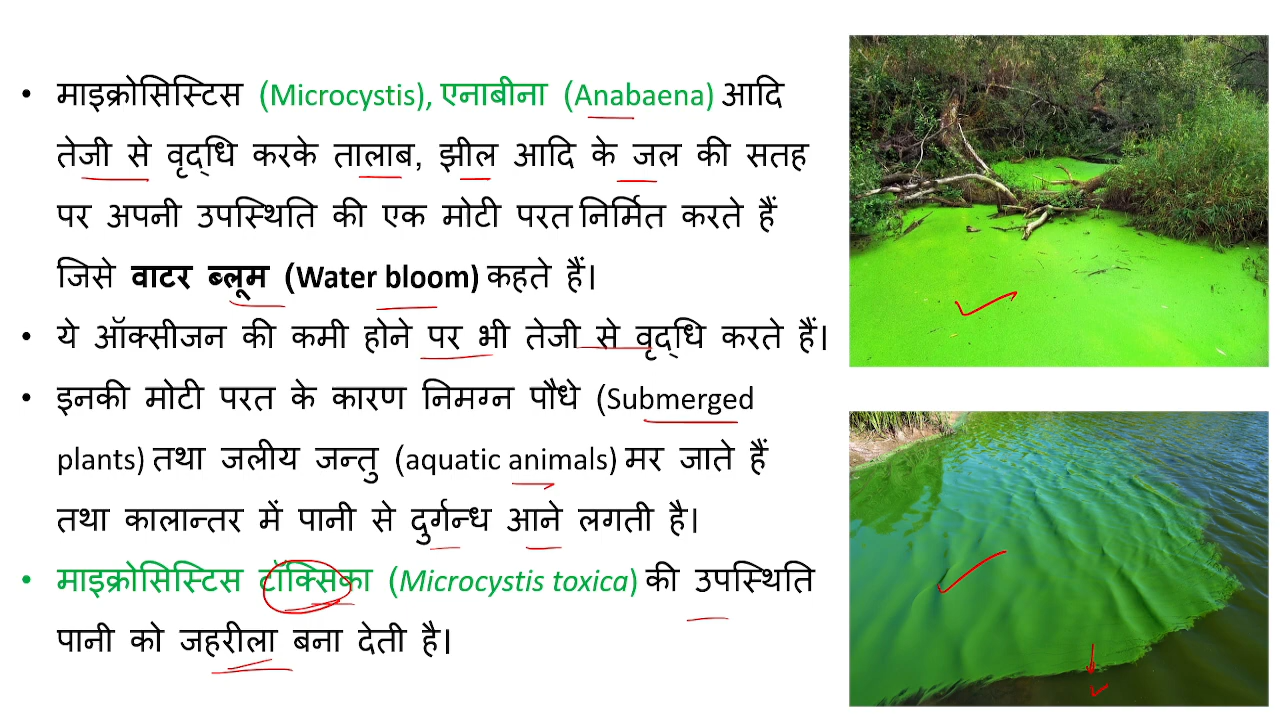 • माइक्रोसिस्टिस (Microcystis), एनाबीना (Anabaena) आदि
तेजी से वृद्धि करके तालाब, झील आदि के जल की सतह
पर अपनी उपस्थिति की एक मोटी परत निर्मित करते हैं
जिसे वाटर ब्लूम (Water bloom) कहते हैं।
• ये ऑक्सीजन की कमी होने पर भी तेजी से वृद्धि करते हैं।
• इनकी मोटी परत के कारण निमग्न पौधे (Submerged
plants) तथा जलीय जन्तु (aquatic animals) मर जाते हैं
तथा कालान्तर में पानी से दुर्गन्ध आने लगती है।
• माइक्रोसिस्टिस टॉक्सिका (Microcystis toxica) की उपस्थिति
पानी को जहरीला बना देती है।